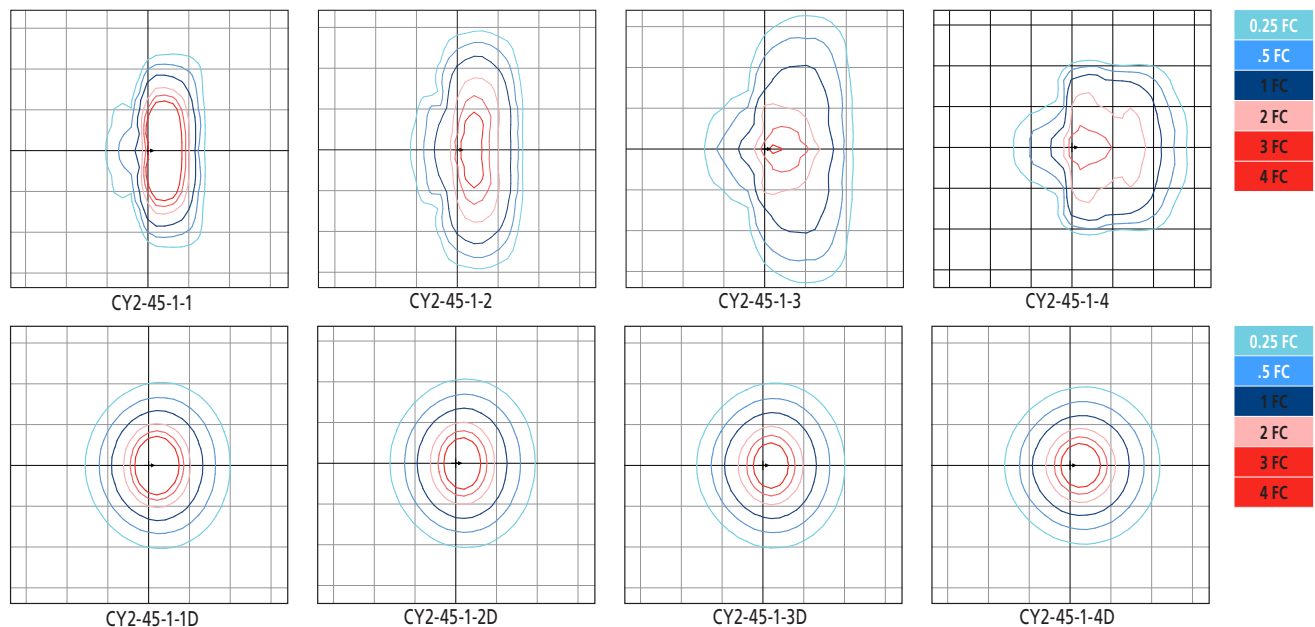 0.25 FC
.5 FC
1 FC
2 FC
3 FC
4 FC
CY2-45-1-1
CY2-45-1-2
CY2-45-1-3
CY2-45-1-4
0.25 FC
.5 FC
1 FC
2 FC
3 FC
4 FC
CY2-45-1-1D
CY2-45-1-2D
CY2-45-1-3D
CY2-45-1-4D